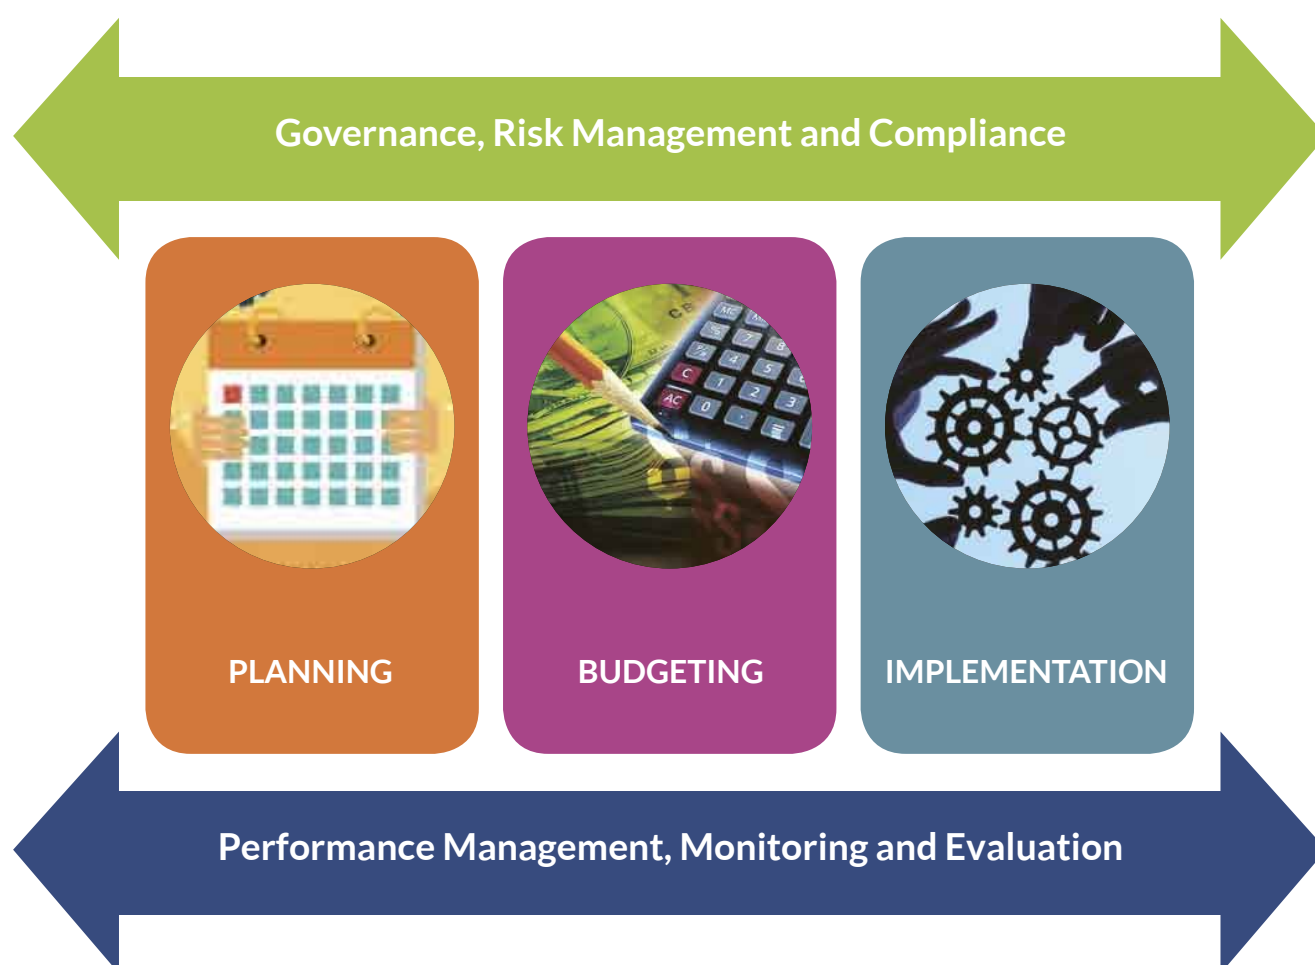 Governance, Risk Management and Compliance
PLANNING
BUDGETING
IMPLEMENTATION
Performance Management, Monitoring and Evaluation